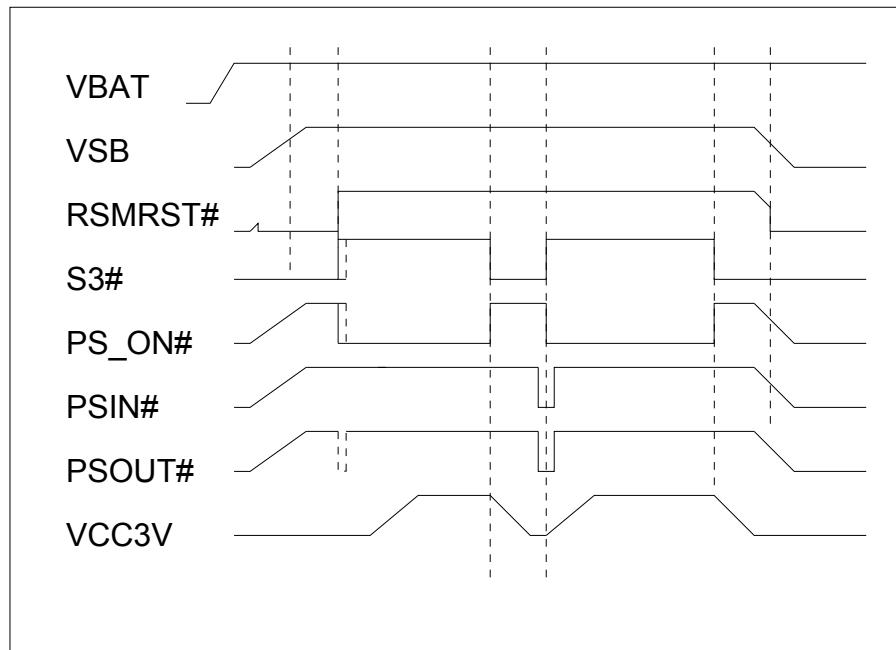 VBAT
VSB
RSMRST#
S3#
PS_ON#
PSIN#
PSOUT#
VCC3V